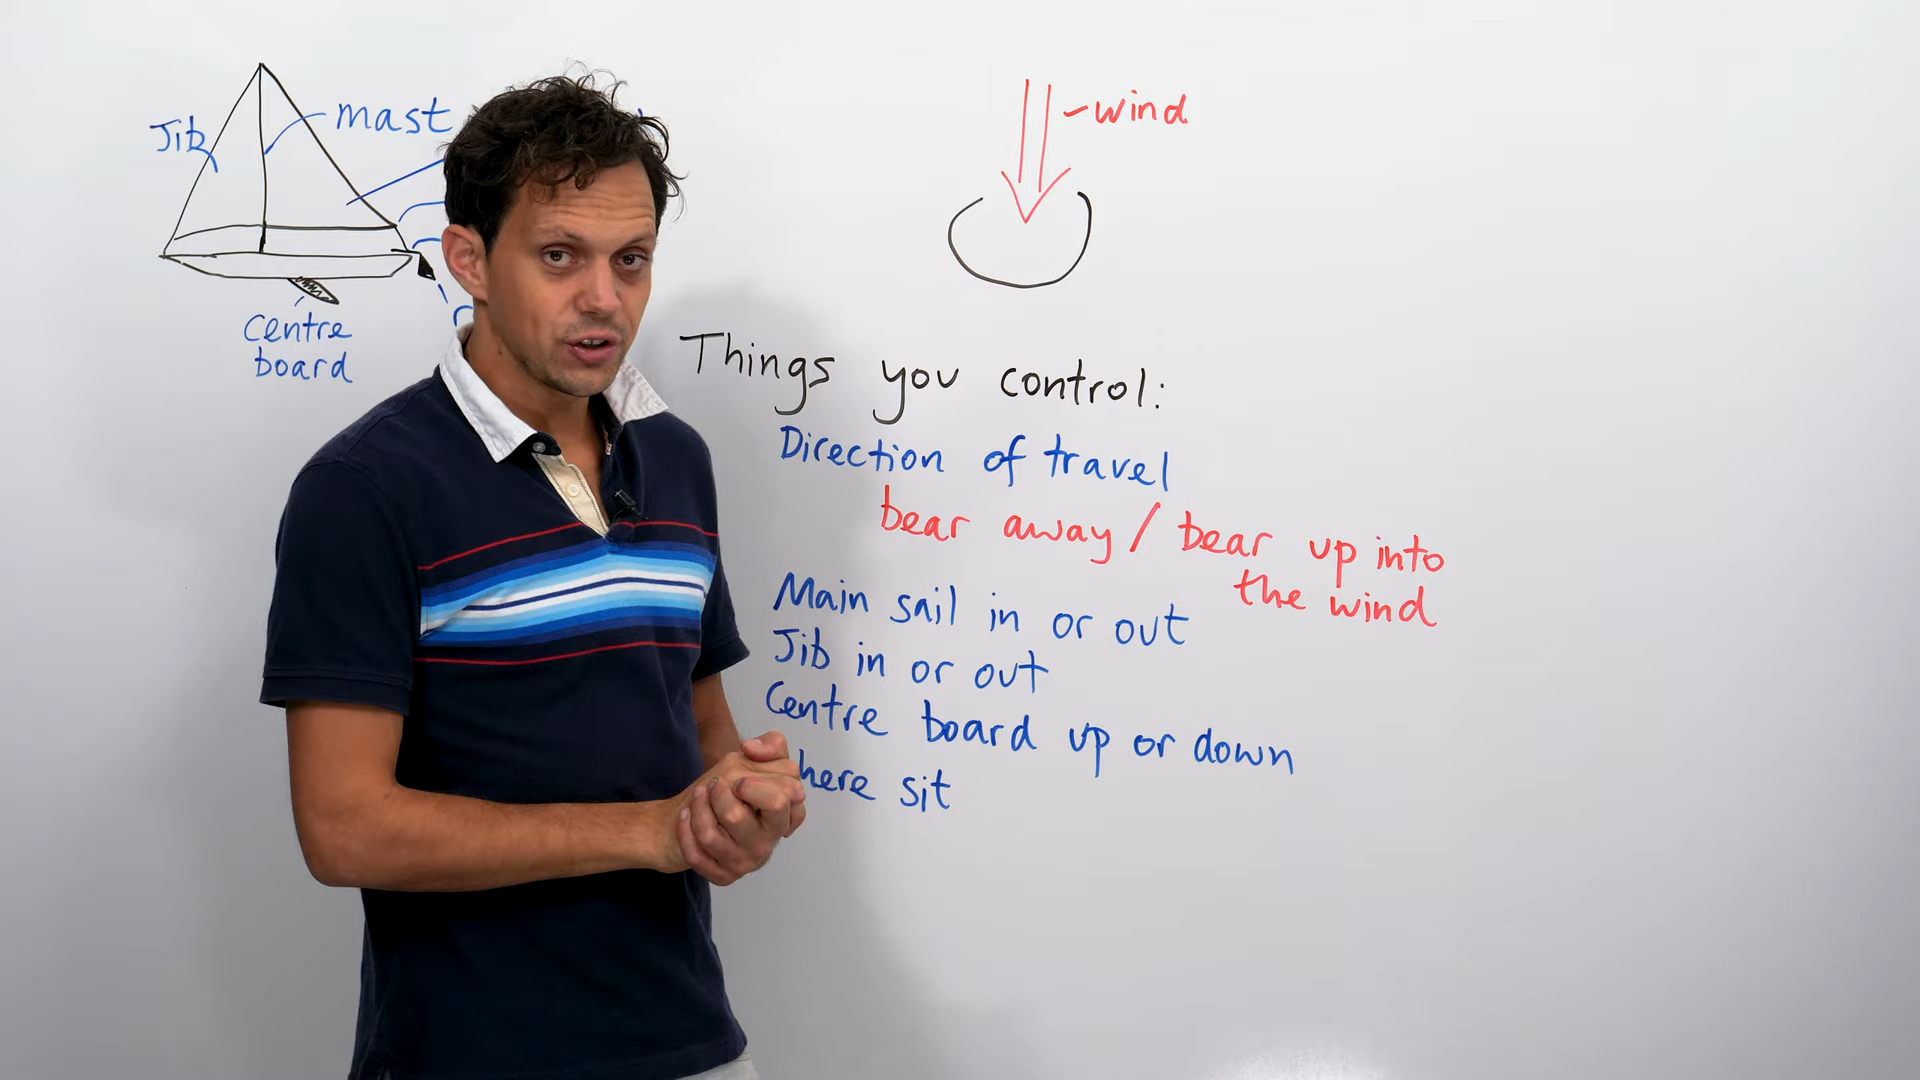 Jib
mast
Centre
board
wind
Things you control:
Direction of travel
bear away / bear up into
the wind
Main sail in or out
Jib in or out
Centre board up or down
here sit